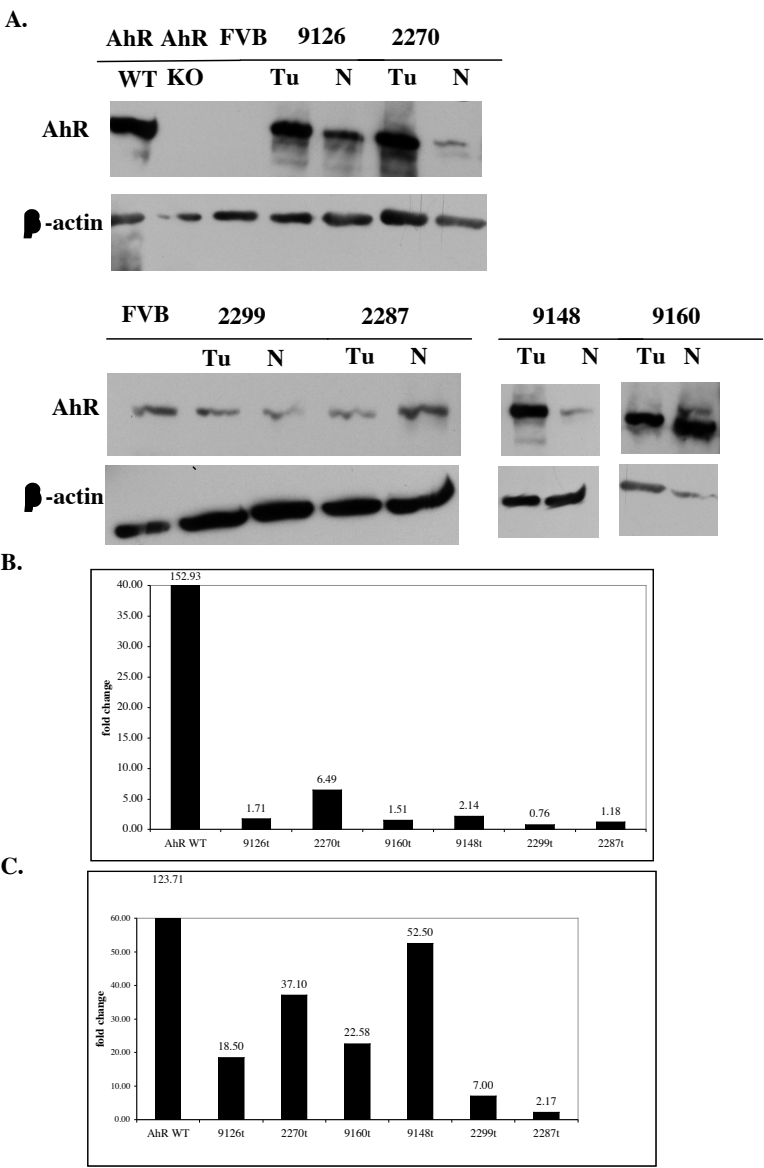 A.
AhR AhR FVB 9126 2270
WT KO Tu N Tu N
AhR
β-actin
FVB 2299 2287 9148 9160
Tu N Tu N Tu N Tu N
AhR
β-actin
B.
152.93
40.00
35.00
30.00
25.00
20.00
15.00
10.00
5.00
0.00
fold change
1.71
6.49
1.51
2.14
0.76
1.18
AhR WT 9126t 2270t 9160t 9148t 2299t 2287t
C.
123.71
60.00
50.00
40.00
30.00
20.00
10.00
0.00
fold change
18.50
37.10
22.58
52.50
7.00
2.17
AhR WT 9126t 2270t 9160t 9148t 2299t 2287t